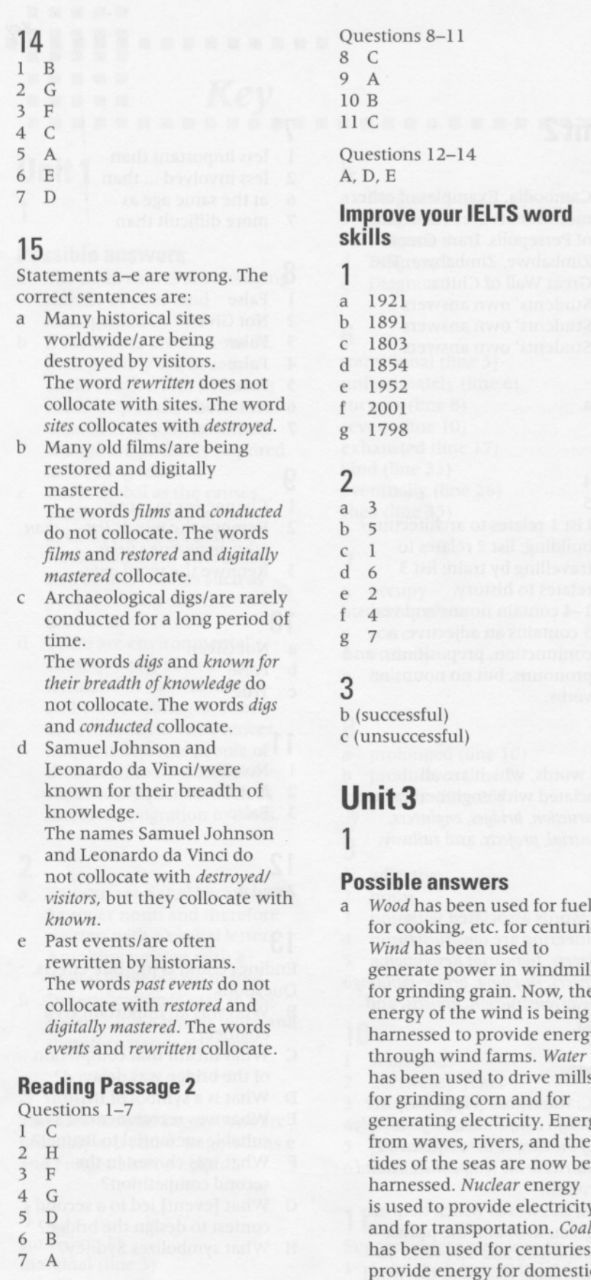 14
1 B
2 G
3 F
4 C
5 A
6 E
7 D
15
Statements a–e are wrong. The
correct sentences are:
a Many historical sites
worldwide/are being
destroyed by visitors.
The word rewritten does not
collocate with sites. The word
sites collocates with destroyed.
b Many old films/are being
restored and digitally
mastered.
The words films and conducted
do not collocate. The words
films and restored and digitally
mastered collocate.
c Archaeological digs/are rarely
conducted for a long period of
time.
The words digs and known for
their breadth of knowledge do
not collocate. The words digs
and conducted collocate.
d Samuel Johnson and
Leonardo da Vinci/were
known for their breadth of
knowledge.
The names Samuel Johnson
and Leonardo da Vinci do
not collocate with destroyed/
visitors, but they collocate with
known.
e Past events/are often
rewritten by historians.
The words past events do not
collocate with restored and
digitally mastered. The words
events and rewritten collocate.
Reading Passage 2
Questions 1–7
1 C
2 H
3 F
4 G
5 D
6 B
7 A
Questions 8–11
8 C
9 A
10 B
11 C
Questions 12–14
A, D, E
Improve your IELTS word
skills
1
a 1921
b 1891
c 1803
d 1854
e 1952
f 2001
g 1798
2
a 3
b 5
c 1
d 6
e 2
f 4
g 7
3
b (successful)
c (unsuccessful)
Unit 3
1
Possible answers
a Wood has been used for fuel
for cooking, etc. for centuri
Wind has been used to
generate power in windmill
for grinding grain. Now, the
energy of the wind is being
harnessed to provide energy
through wind farms. Water
has been used to drive mills
for grinding corn and for
generating electricity. Energ
from waves, rivers, and the
tides of the seas are now be
harnessed. Nuclear energy
is used to provide electricity
and for transportation. Coal
has been used for centuries
provide energy for domestic